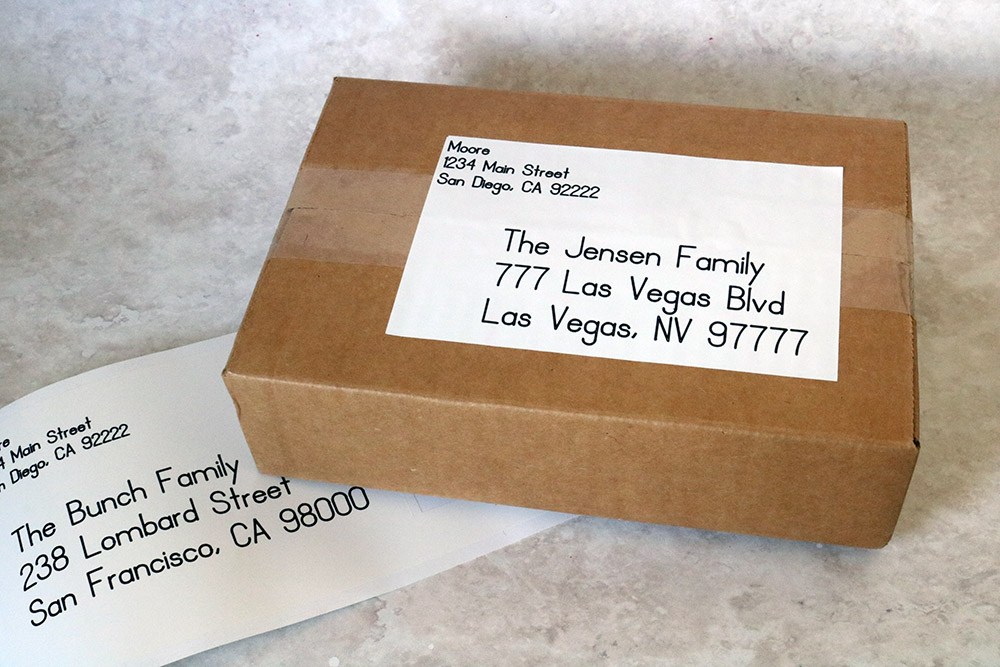 Moore
1234 Main Street
San Diego, CA 92222
The Jensen Family
777 Las Vegas Blvd
Las Vegas, NV 97777
Main Street
Diego, CA 92222
The Bunch Family
238 Lombard Street
San Francisco, CA 98000